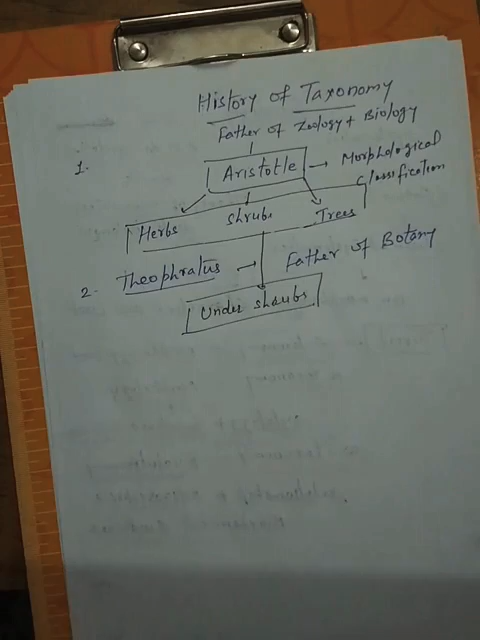 History of Taxonomy
Father of Zoology + Biology
1.
Aristotle → Morphological
classification
Herbs shrubs Trees
2. Theophratus → Father of Botany
Under shrubs